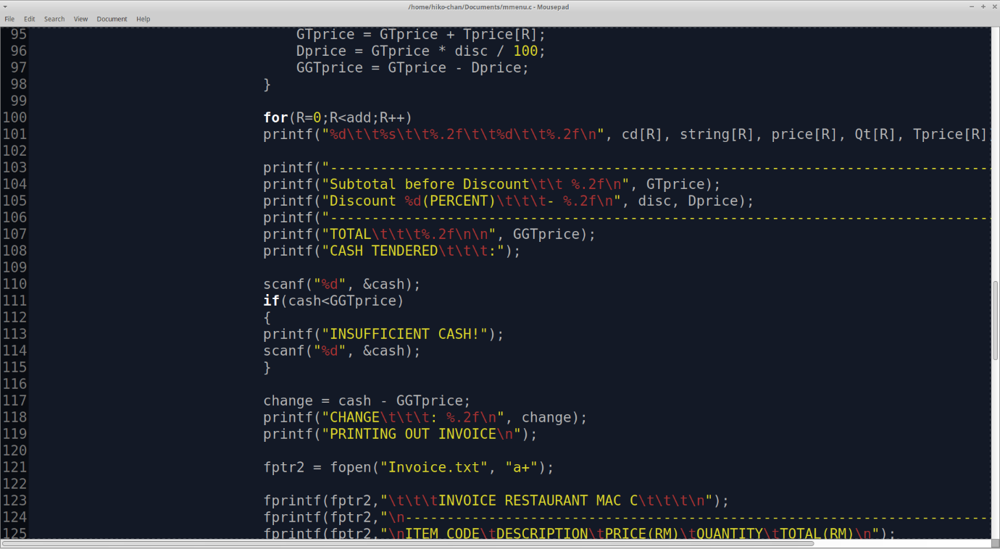 /home/hiko-chan/Documents/mmenu.c - Mousepad
File Edit Search View Document Help
95 GTprice = GTprice + Tprice[R];
96 Dprice = GTprice * disc / 100;
97 GGTprice = GTprice - Dprice;
98 }
99
100 for(R=0;R<add;R++)
101 printf("%d\t\t%s\t\t%.2f\t\t%d\t\t%.2f\n", cd[R], string[R], price[R], Qt[R], Tprice[R]
102
103 printf("--------------------------------------------------------------------------------
104 printf("Subtotal before Discount\t\t %.2f\n", GTprice);
105 printf("Discount %d(PERCENT)\t\t\t- %.2f\n", disc, Dprice);
106 printf("--------------------------------------------------------------------------------
107 printf("TOTAL\t\t\t%.2f\n\n", GGTprice);
108 printf("CASH TENDERED\t\t\t:");
109
110 scanf("%d", &cash);
111 if(cash<GGTprice)
112 {
113 printf("INSUFFICIENT CASH!");
114 scanf("%d", &cash);
115 }
116
117 change = cash - GGTprice;
118 printf("CHANGE\t\t\t: %.2f\n", change);
119 printf("PRINTING OUT INVOICE\n");
120
121 fptr2 = fopen("Invoice.txt", "a+");
122
123 fprintf(fptr2,"\t\t\tINVOICE RESTAURANT MAC C\t\t\t\n");
124 fprintf(fptr2,"\n-----------------------------------------------------------------------
125 fprintf(fptr2,"\nITEM CODE\tDESCRIPTION\tPRICE(RM)\tQUANTITY\tTOTAL(RM)\n");